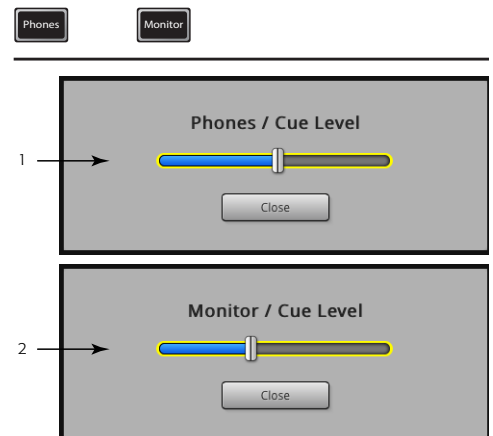 Phones Monitor
Phones / Cue Level
1
Close
Monitor / Cue Level
2
Close